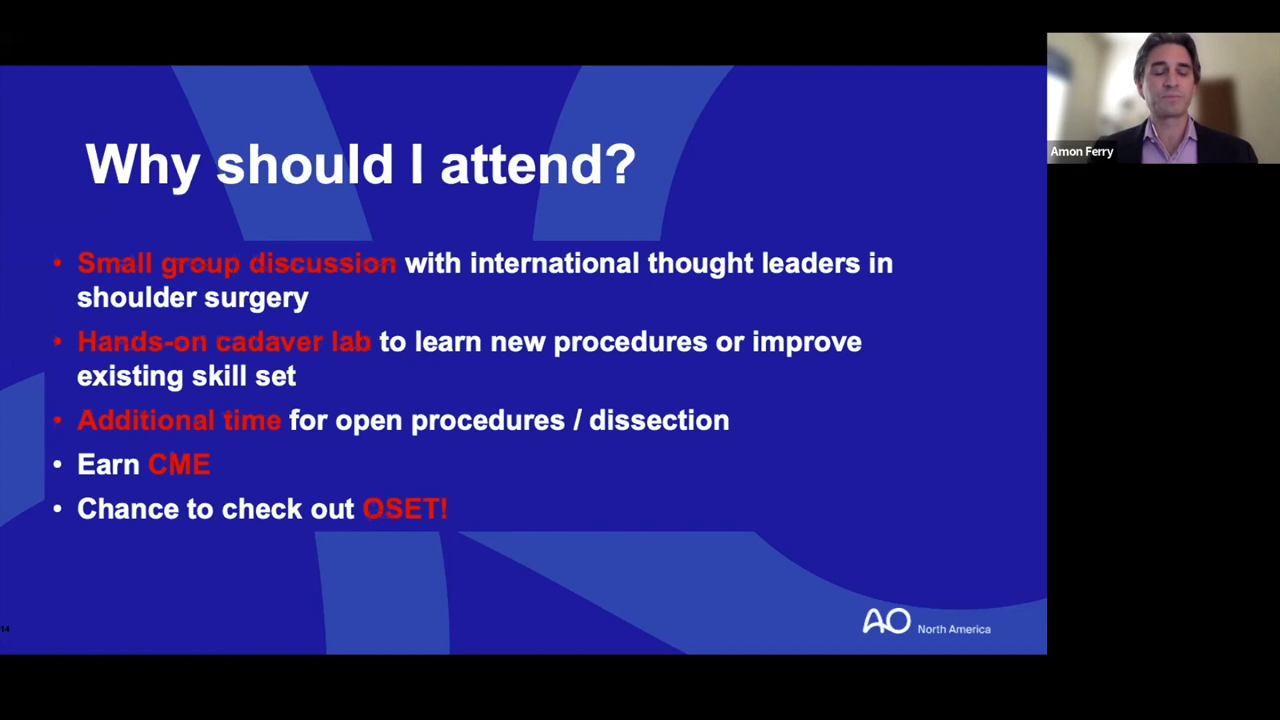 Why should I attend?
• Small group discussion with international thought leaders in
shoulder surgery
• Hands-on cadaver lab to learn new procedures or improve
existing skill set
• Additional time for open procedures / dissection
• Earn CME
• Chance to check out OSET!
14
AO North America
Amon Ferry